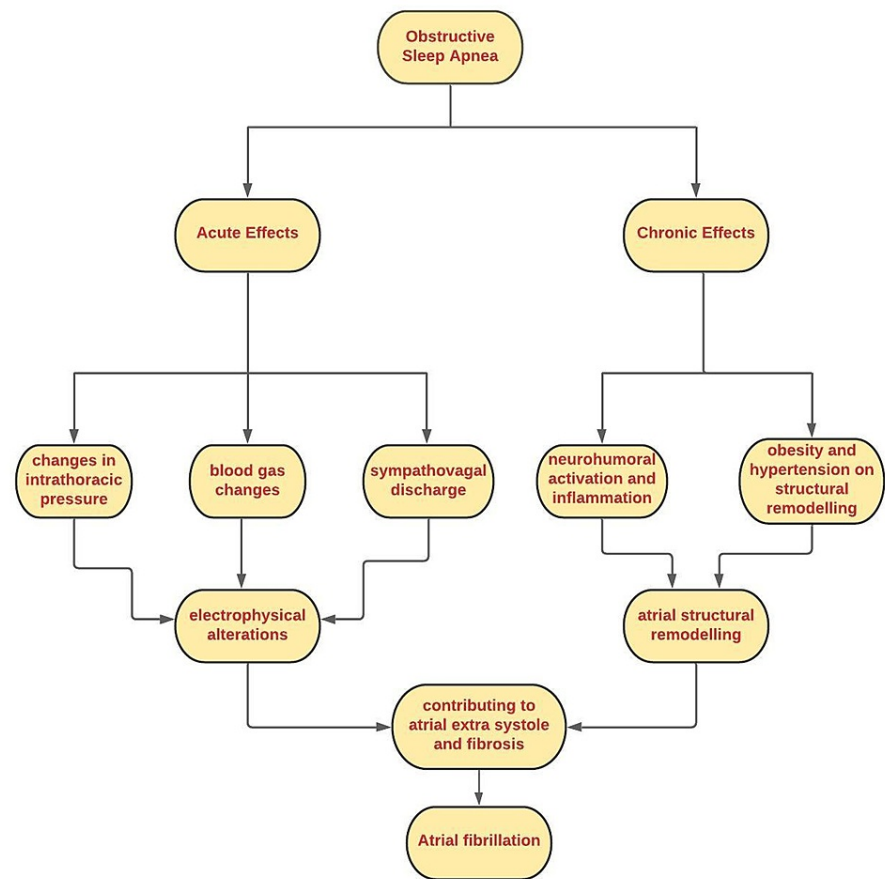 Obstructive
Sleep Apnea
Acute Effects
Chronic Effects
changes in
intrathoracic
pressure
blood gas
changes
sympathovagal
discharge
neurohumoral
activation and
inflammation
obesity and
hypertension on
structural
remodelling
electrophysical
alterations
atrial structural
remodelling
contributing to
atrial extra systole
and fibrosis
Atrial fibrillation